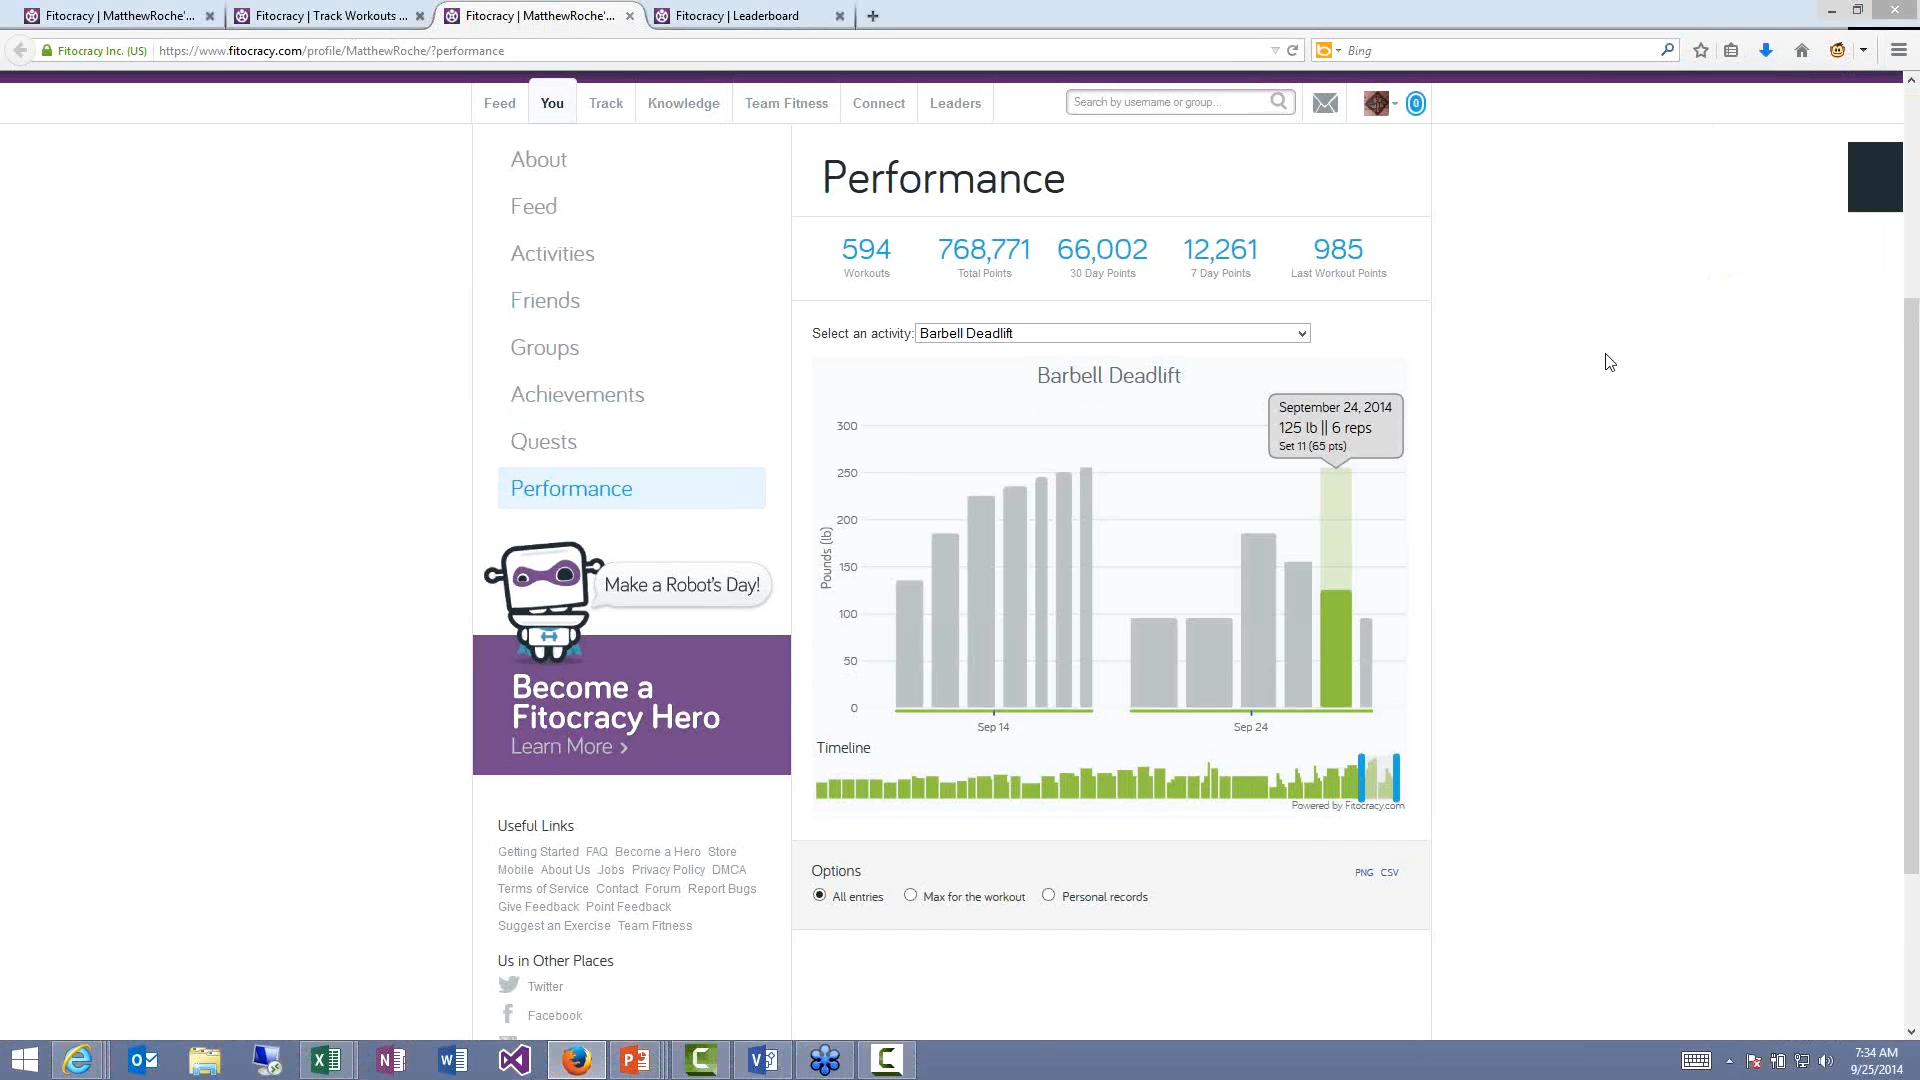 Fitocracy | MatthewRoche'...
Fitocracy | Track Workouts ...
Fitocracy | MatthewRoche'...
Fitocracy | Leaderboard
Fitocracy Inc. (US)
https://www.fitocracy.com/profile/MatthewRoche/?performance
Bing
Feed
You
Track
Knowledge
Team Fitness
Connect
Leaders
Search by username or group...
0
About
Feed
Activities
Friends
Groups
Achievements
Quests
Performance
Make a Robot's Day!
Become a
Fitocracy Hero
Learn More >
Useful Links
Getting Started FAQ Become a Hero Store
Mobile About Us Jobs Privacy Policy DMCA
Terms of Service Contact Forum Report Bugs
Give Feedback Point Feedback
Suggest an Exercise Team Fitness
Us in Other Places
Twitter
Facebook
Performance
594 768,771 66,002 12,261 985
Workouts Total Points 30 Day Points 7 Day Points Last Workout Points
Select an activity: Barbell Deadlift
Barbell Deadlift
September 24, 2014
125 lb || 6 reps
Set 11 (65 pts)
300
250
200
150
100
50
0
Pounds (lb)
Sep 14
Sep 24
Timeline
Powered by Fitocracy.com
Options
PNG CSV
All entries Max for the workout Personal records
7:34 AM
9/25/2014